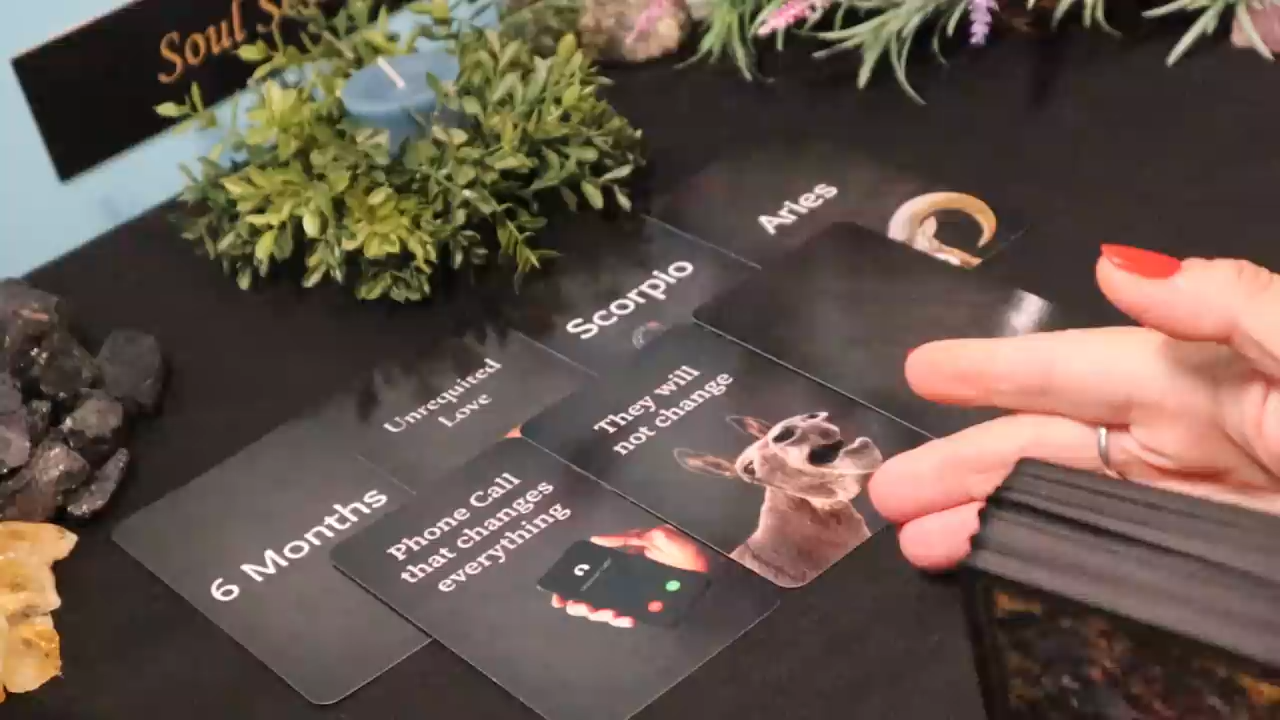 Soul
Aries
Scorpio
Unrequited
Love
They will
not change
6 Months
Phone Call
that changes
everything